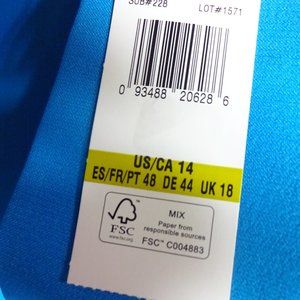 SUB#228 LOT#1571
0 93488 20628 6
US/CA 14
ES/FR/PT 48 DE 44 UK 18
FSC
www.fsc.org
MIX
Paper from
responsible sources
FSC™ C004883